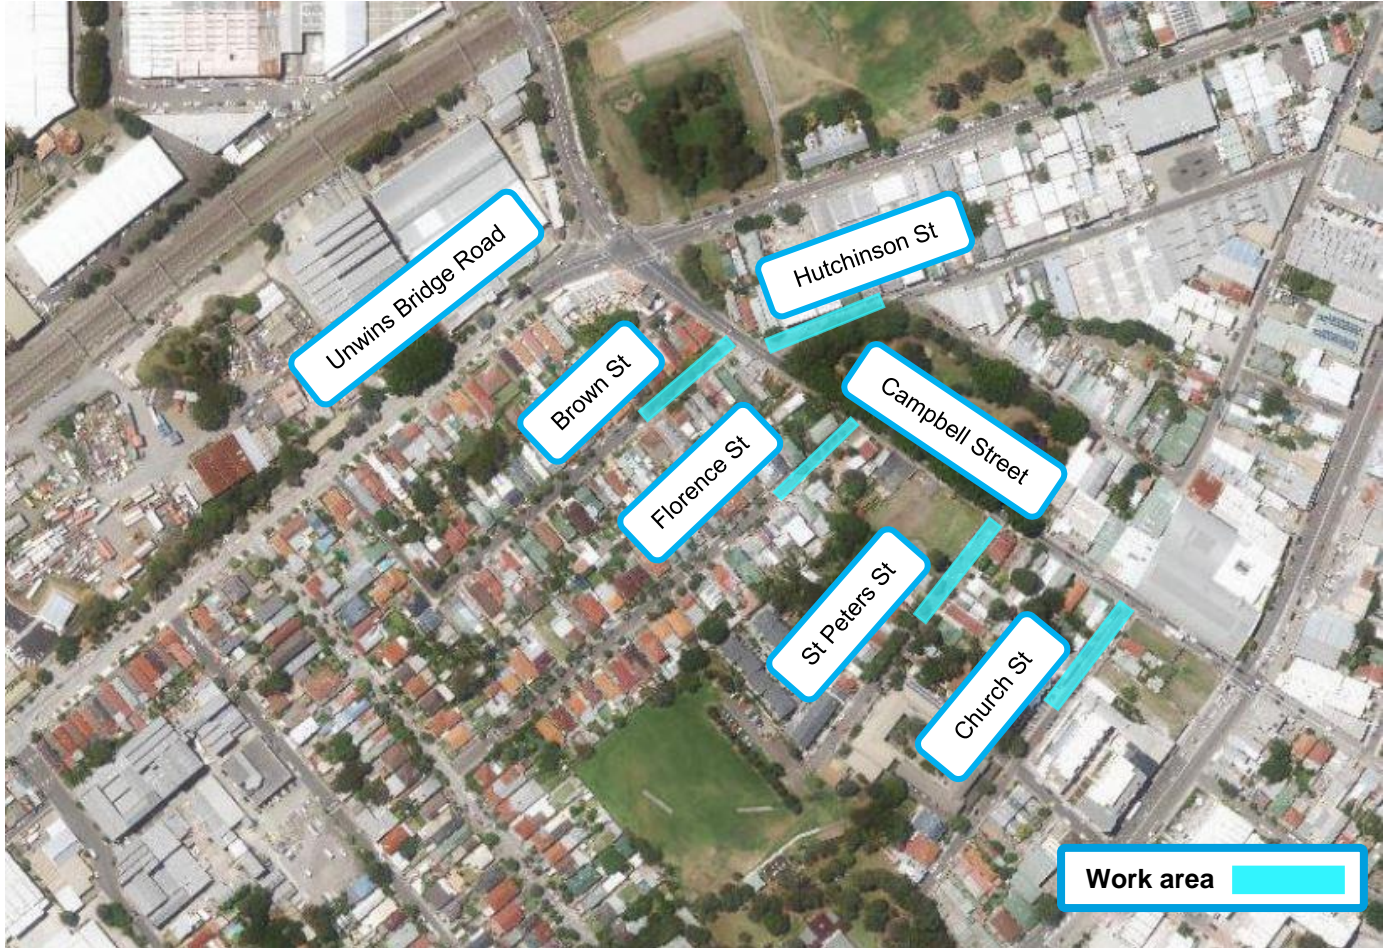 Unwins Bridge Road
Hutchinson St
Brown St
Campbell Street
Florence St
St Peters St
Church St
Work area